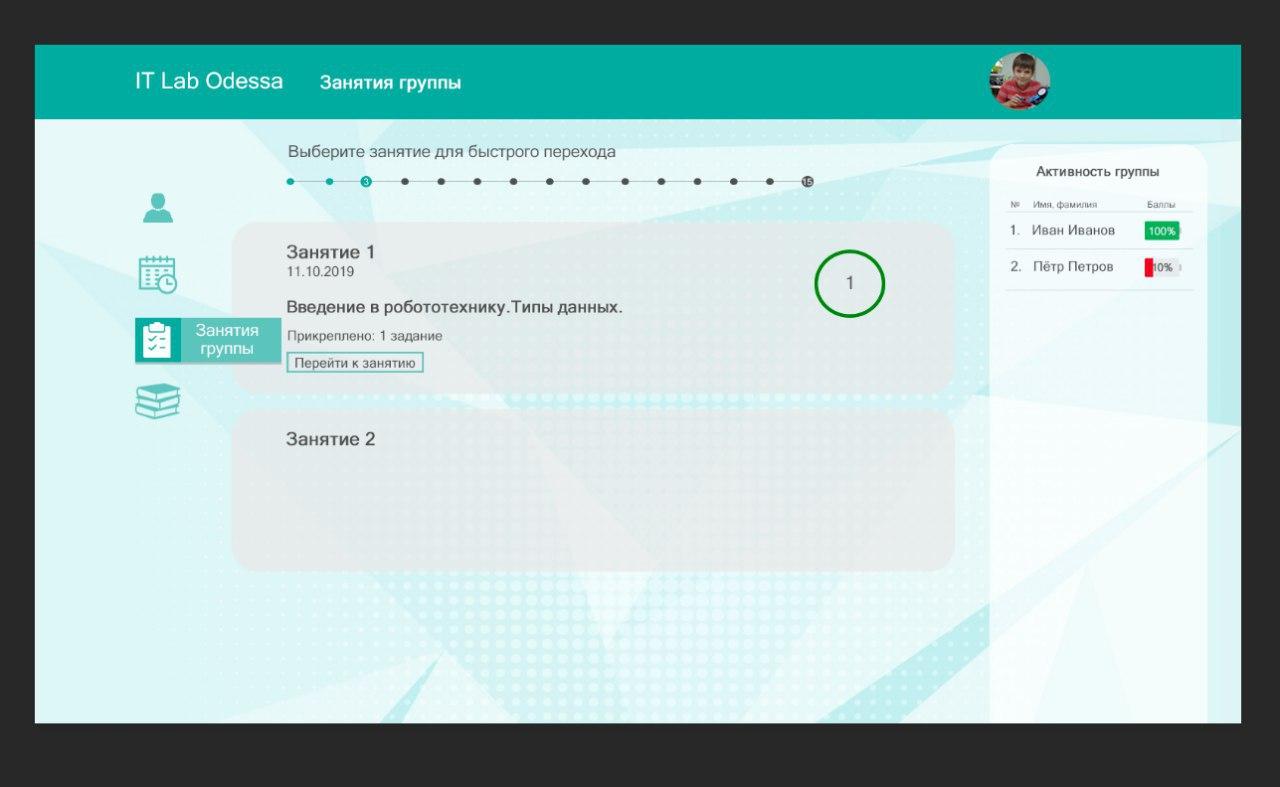 IT Lab Odessa
Занятия группы
Выберите занятие для быстрого перехода
3
15
Занятия
группы
Занятие 1
11.10.2019
Введение в робототехнику.Типы данных.
Прикреплено: 1 задание
Перейти к занятию
1
Занятие 2
Активность группы
№ Имя, фамилия Баллы
1. Иван Иванов 100%
2. Пётр Петров 10%